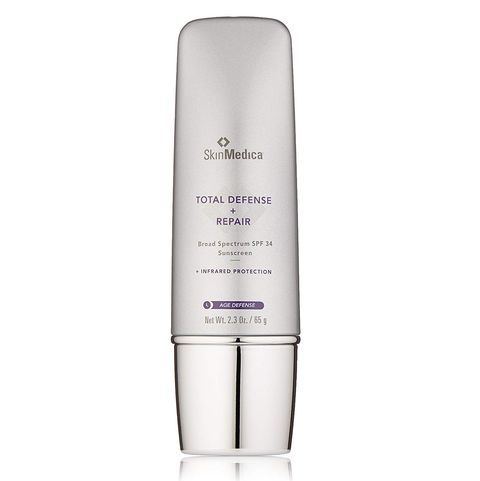 SkinMedica
TOTAL DEFENSE
+
REPAIR
Broad Spectrum SPF 34
Sunscreen
+ INFRARED PROTECTION
AGE DEFENSE
Net Wt. 2.3 Oz. / 65 g